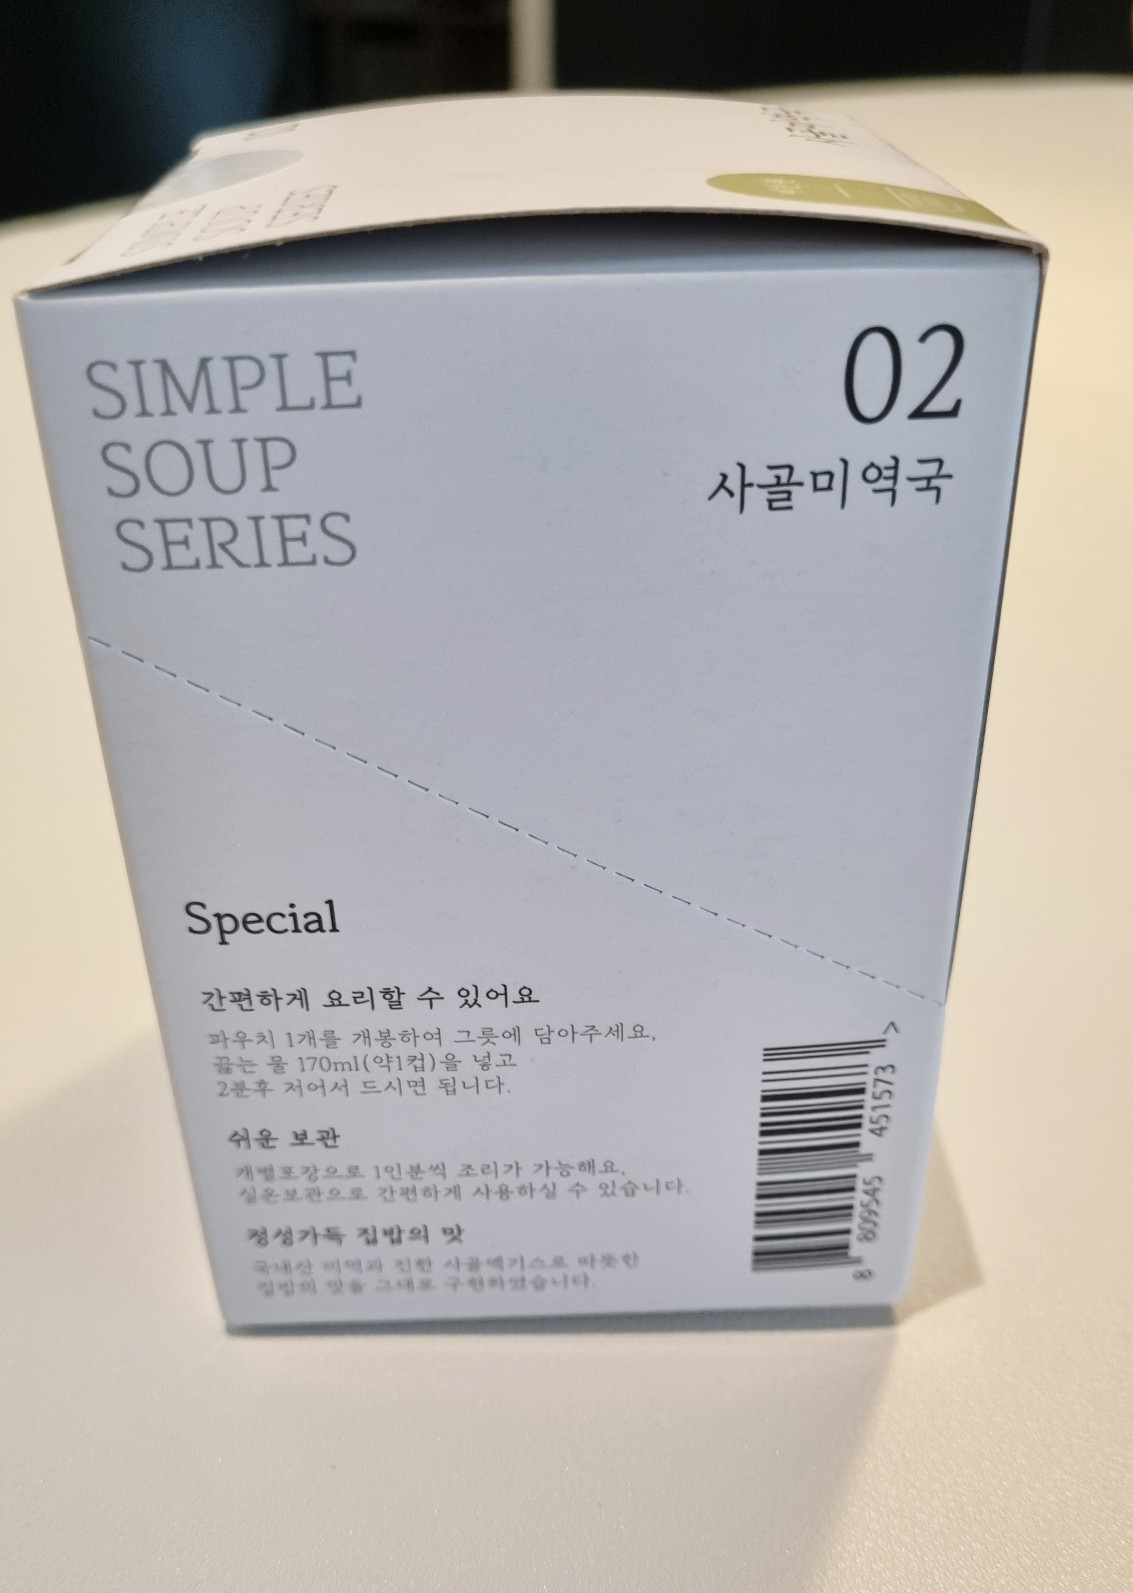 SIMPLE
SOUP
SERIES
02
사골미역국
Special
간편하게 요리할 수 있어요
파우치 1개를 개봉하여 그릇에 담아주세요,
끓는 물 170ml(약1컵)을 넣고
2분후 저어서 드시면 됩니다.
쉬운 보관
개별포장으로 1인분씩 조리가 가능해요,
실온보관으로 간편하게 사용하실 수 있습니다.
정성가득 집밥의 맛
국내산 미역과 진한 사골엑기스로 따뜻한
집밥의 맛을 그대로 구현하였습니다.
8 809545 451573 >
SIMPLE
SOUP
SERIES